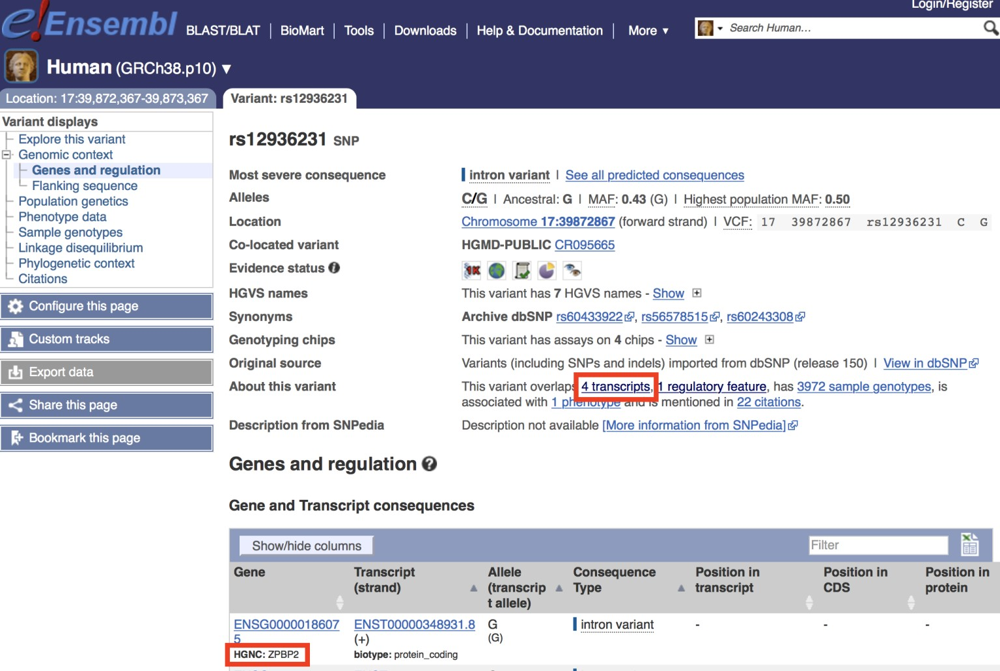 Login/Register
e!Ensembl BLAST/BLAT | BioMart | Tools | Downloads | Help & Documentation | More ▼ Search Human...
Human (GRCh38.p10) ▼
Location: 17:39,872,367-39,873,367 Variant: rs12936231
Variant displays
Explore this variant
Genomic context
Genes and regulation
Flanking sequence
Population genetics
Phenotype data
Sample genotypes
Linkage disequilibrium
Phylogenetic context
Citations
Configure this page
Custom tracks
Export data
Share this page
Bookmark this page
rs12936231 SNP
Most severe consequence intron variant | See all predicted consequences
Alleles C/G | Ancestral: G | MAF: 0.43 (G) | Highest population MAF: 0.50
Location Chromosome 17:39872867 (forward strand) | VCF: 17 39872867 rs12936231 C G
Co-located variant HGMD-PUBLIC CR095665
Evidence status i 1K
HGVS names This variant has 7 HGVS names - Show +
Synonyms Archive dbSNP rs60433922, rs56578515, rs60243308
Genotyping chips This variant has assays on 4 chips - Show +
Original source Variants (including SNPs and indels) imported from dbSNP (release 150) | View in dbSNP
About this variant This variant overlaps 4 transcripts, 1 regulatory feature, has 3972 sample genotypes, is
associated with 1 phenotype and is mentioned in 22 citations.
Description from SNPedia Description not available [More information from SNPedia]
Genes and regulation ?
Gene and Transcript consequences
Show/hide columns Filter
Gene Transcript Allele Consequence Position in Position in Position in
(strand) (transcrip Type transcript CDS protein
t allele)
ENSG0000018607 ENST00000348931.8 G intron variant - - -
5 (+) (G)
HGNC: ZPBP2 biotype: protein_coding